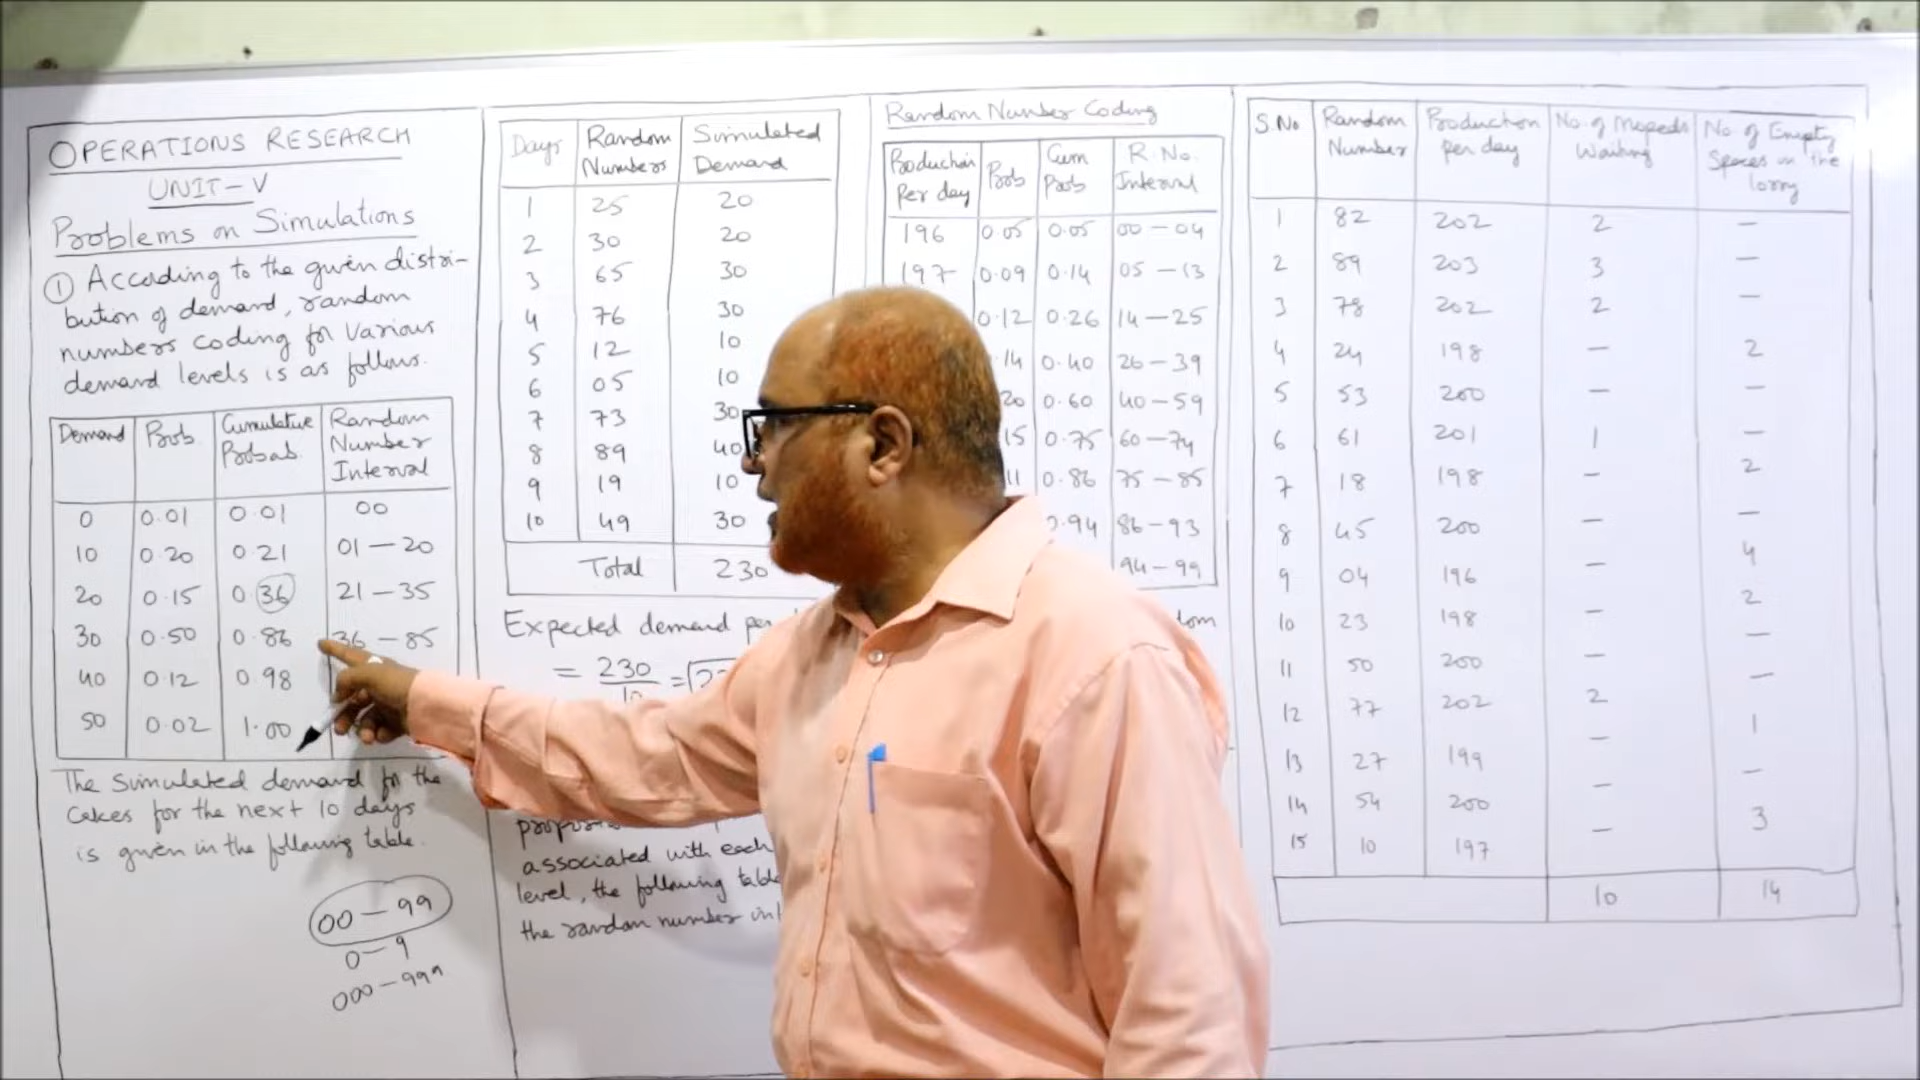 OPERATIONS RESEARCH
UNIT-V
Problems on Simulations
① According to the given distri-
bution of demand, random
numbers coding for various
demand levels is as follows.
Demand Prob Cumulative Probab. Random Number Interval
0 0.01 0.01 00
10 0.20 0.21 01 - 20
20 0.15 0.36 21 - 35
30 0.50 0.86 36 - 85
40 0.12 0.98
50 0.02 1.00
The simulated demand for the
Cakes for the next 10 days
is given in the following table.
00 - 99
0 - 9
000 - 999
Days Random Numbers Simulated Demand
1 25 20
2 30 20
3 65 30
4 76 30
5 12 10
6 05 10
7 73 30
8 89 40
9 19 10
10 49 30
Total 230
Expected demand per
= 230 / 10 =
associated with each
level, the following table
the random number int
Random Number Coding
Production Per day Prob Cum Prob R.No. Interval
196 0.05 0.05 00 - 04
197 0.09 0.14 05 - 13
0.12 0.26 14 - 25
.14 0.40 26 - 39
20 0.60 40 - 59
15 0.75 60 - 74
11 0.86 75 - 85
0.94 86 - 93
94 - 99
dom
S.No Random Number Production per day No. of Mopeds Waiting No of Empty Spaces in the lorry
1 82 202 2 -
2 89 203 3 -
3 78 202 2 -
4 24 198 - 2
5 53 200 - -
6 61 201 1 -
7 18 198 - 2
8 45 200 - -
9 04 196 - 4
10 23 198 - 2
11 50 200 - -
12 77 202 2 -
13 27 199 - 1
14 54 200 - -
15 10 197 - 3
10 14